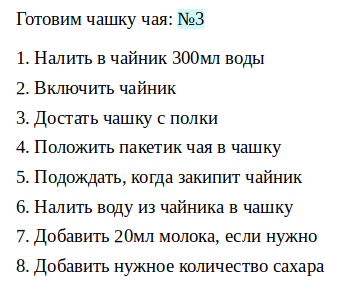 Готовим чашку чая: №3
1. Налить в чайник 300мл воды
2. Включить чайник
3. Достать чашку с полки
4. Положить пакетик чая в чашку
5. Подождать, когда закипит чайник
6. Налить воду из чайника в чашку
7. Добавить 20мл молока, если нужно
8. Добавить нужное количество сахара